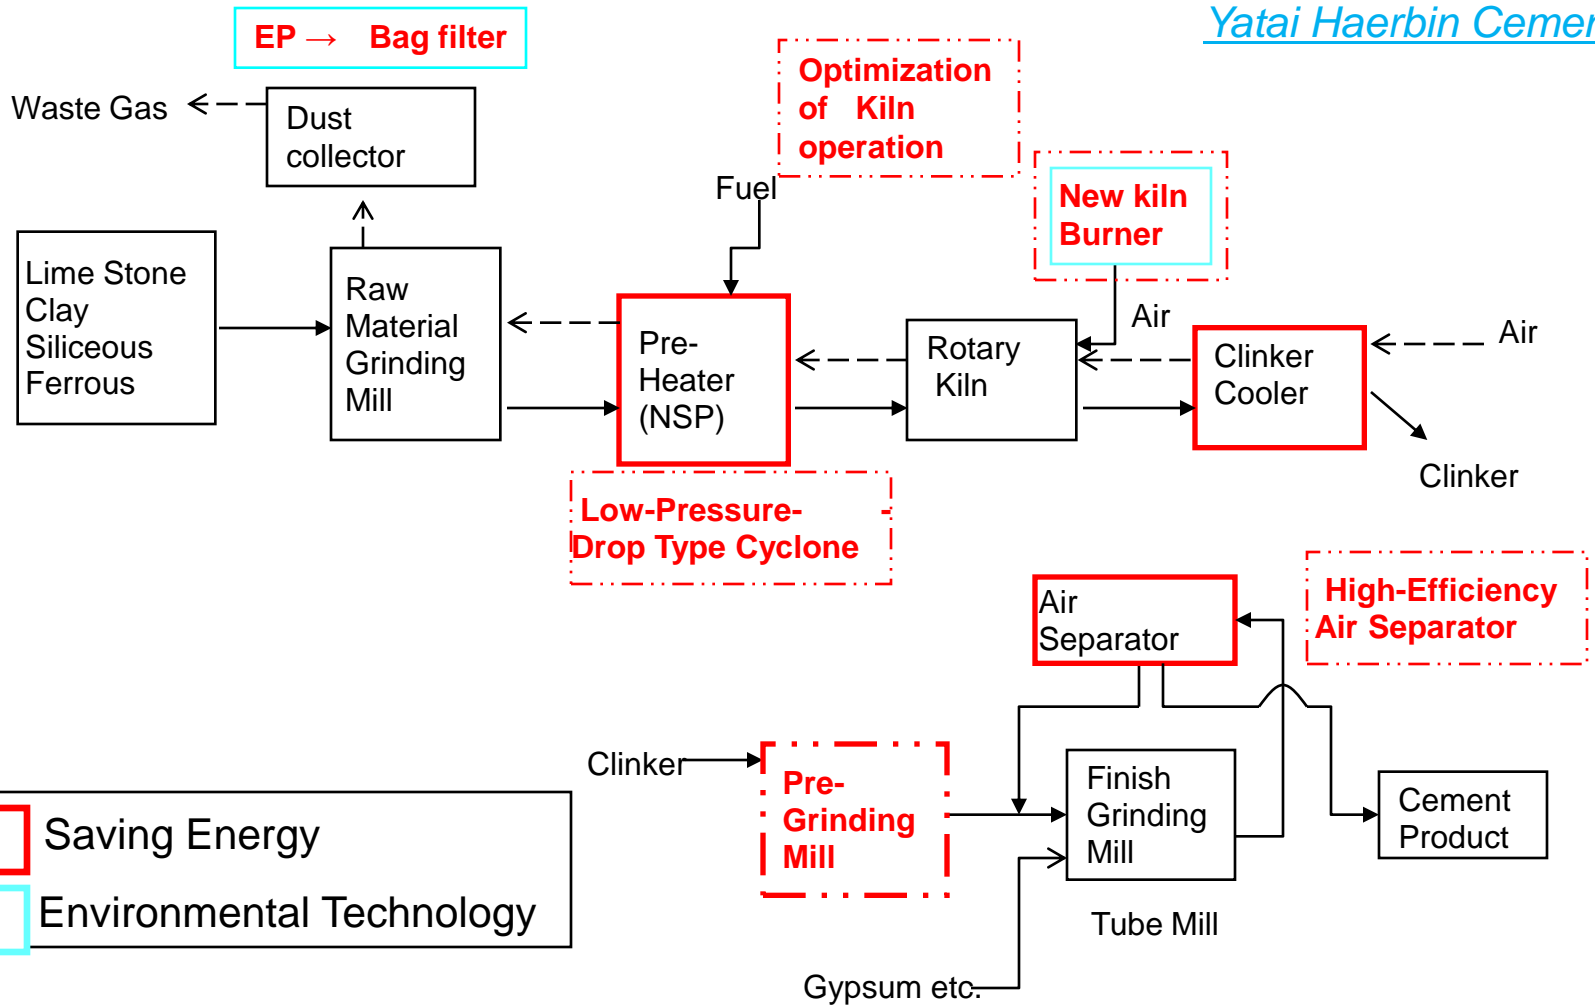 Yatai Haerbin Cemen
EP → Bag filter
Optimization
of Kiln
operation
Waste Gas
Dust
collector
Fuel
New kiln
Burner
Lime Stone
Clay
Siliceous
Ferrous
Raw
Material
Grinding
Mill
Pre-
Heater
(NSP)
Rotary
Kiln
Air
Clinker
Cooler
Air
Clinker
Low-Pressure- -
Drop Type Cyclone
Air
Separator
High-Efficiency
Air Separator
Clinker
Pre-
Grinding
Mill
Finish
Grinding
Mill
Cement
Product
Tube Mill
Gypsum etc.
Saving Energy
Environmental Technology